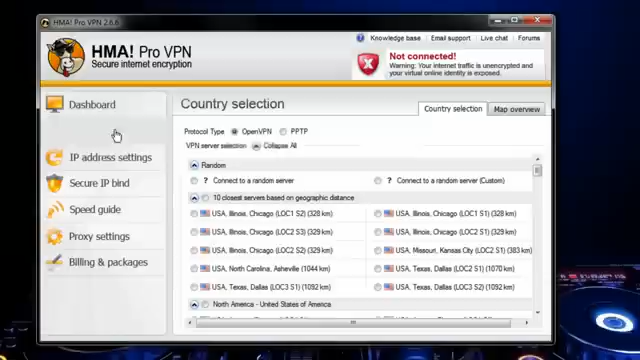 HMA! Pro VPN 2.6.6
Knowledge base | Email support | Live chat | Forums
HMA! Pro VPN
Secure internet encryption
Not connected!
Warning: Your internet traffic is unencrypted and
your virtual online identity is exposed.
Dashboard
IP address settings
Secure IP bind
Speed guide
Proxy settings
Billing & packages
Country selection
Country selection
Map overview
Protocol Type OpenVPN PPTP
VPN server selection Collapse All
Random
? Connect to a random server
? Connect to a random server (Custom)
10 closest servers based on geographic distance
USA, Illinois, Chicago (LOC1 S2) (328 km)
USA, Illinois, Chicago (LOC1 S1) (328 km)
USA, Illinois, Chicago (LOC2 S3) (329 km)
USA, Illinois, Chicago (LOC2 S1) (329 km)
USA, Illinois, Chicago (LOC2 S2) (329 km)
USA, Missouri, Kansas City (LOC2 S1) (383 km)
USA, North Carolina, Asheville (1044 km)
USA, Texas, Dallas (LOC2 S1) (1070 km)
USA, Texas, Dallas (LOC3 S1) (1092 km)
USA, Texas, Dallas (LOC3 S2) (1092 km)
North America - United States of America